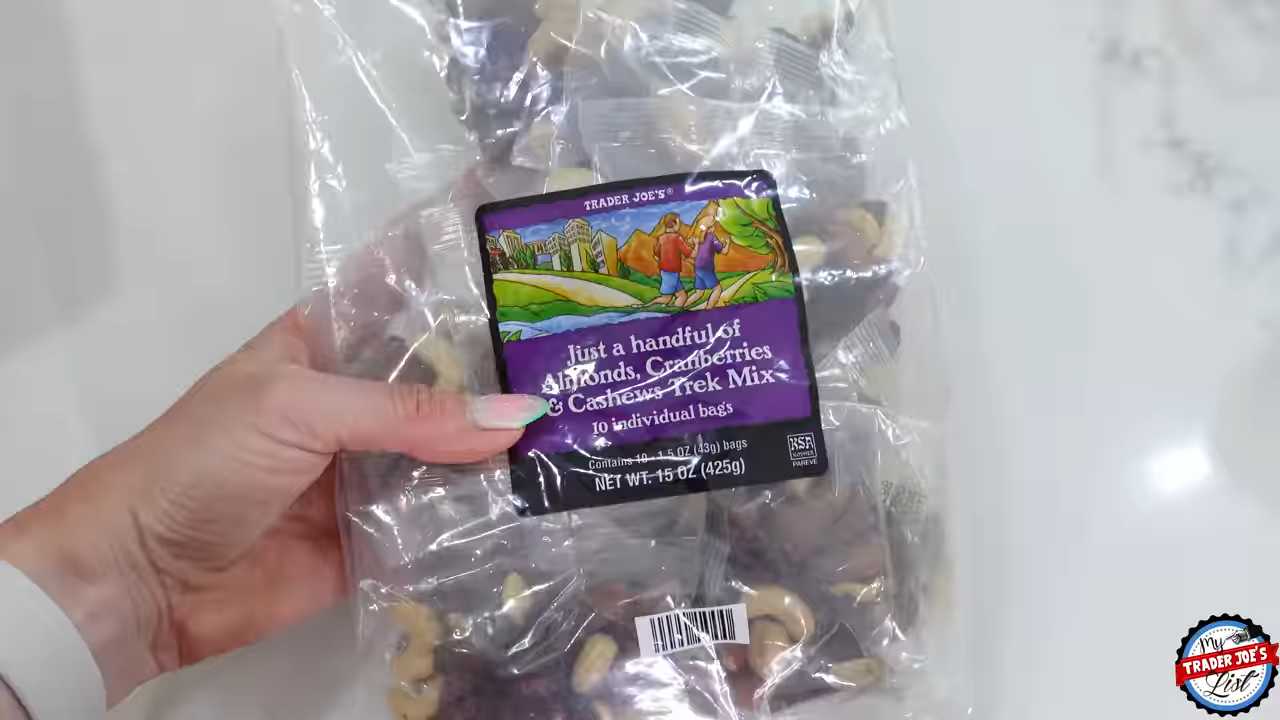 TRADER JOE'S®
Just a handful of
Almonds, Cranberries
& Cashews Trek Mix
10 individual bags
Contains 10 - 1.5 OZ (43g) bags
NET WT. 15 OZ (425g)
KSA
KOSHER
PAREVE
My
TRADER JOE'S
List